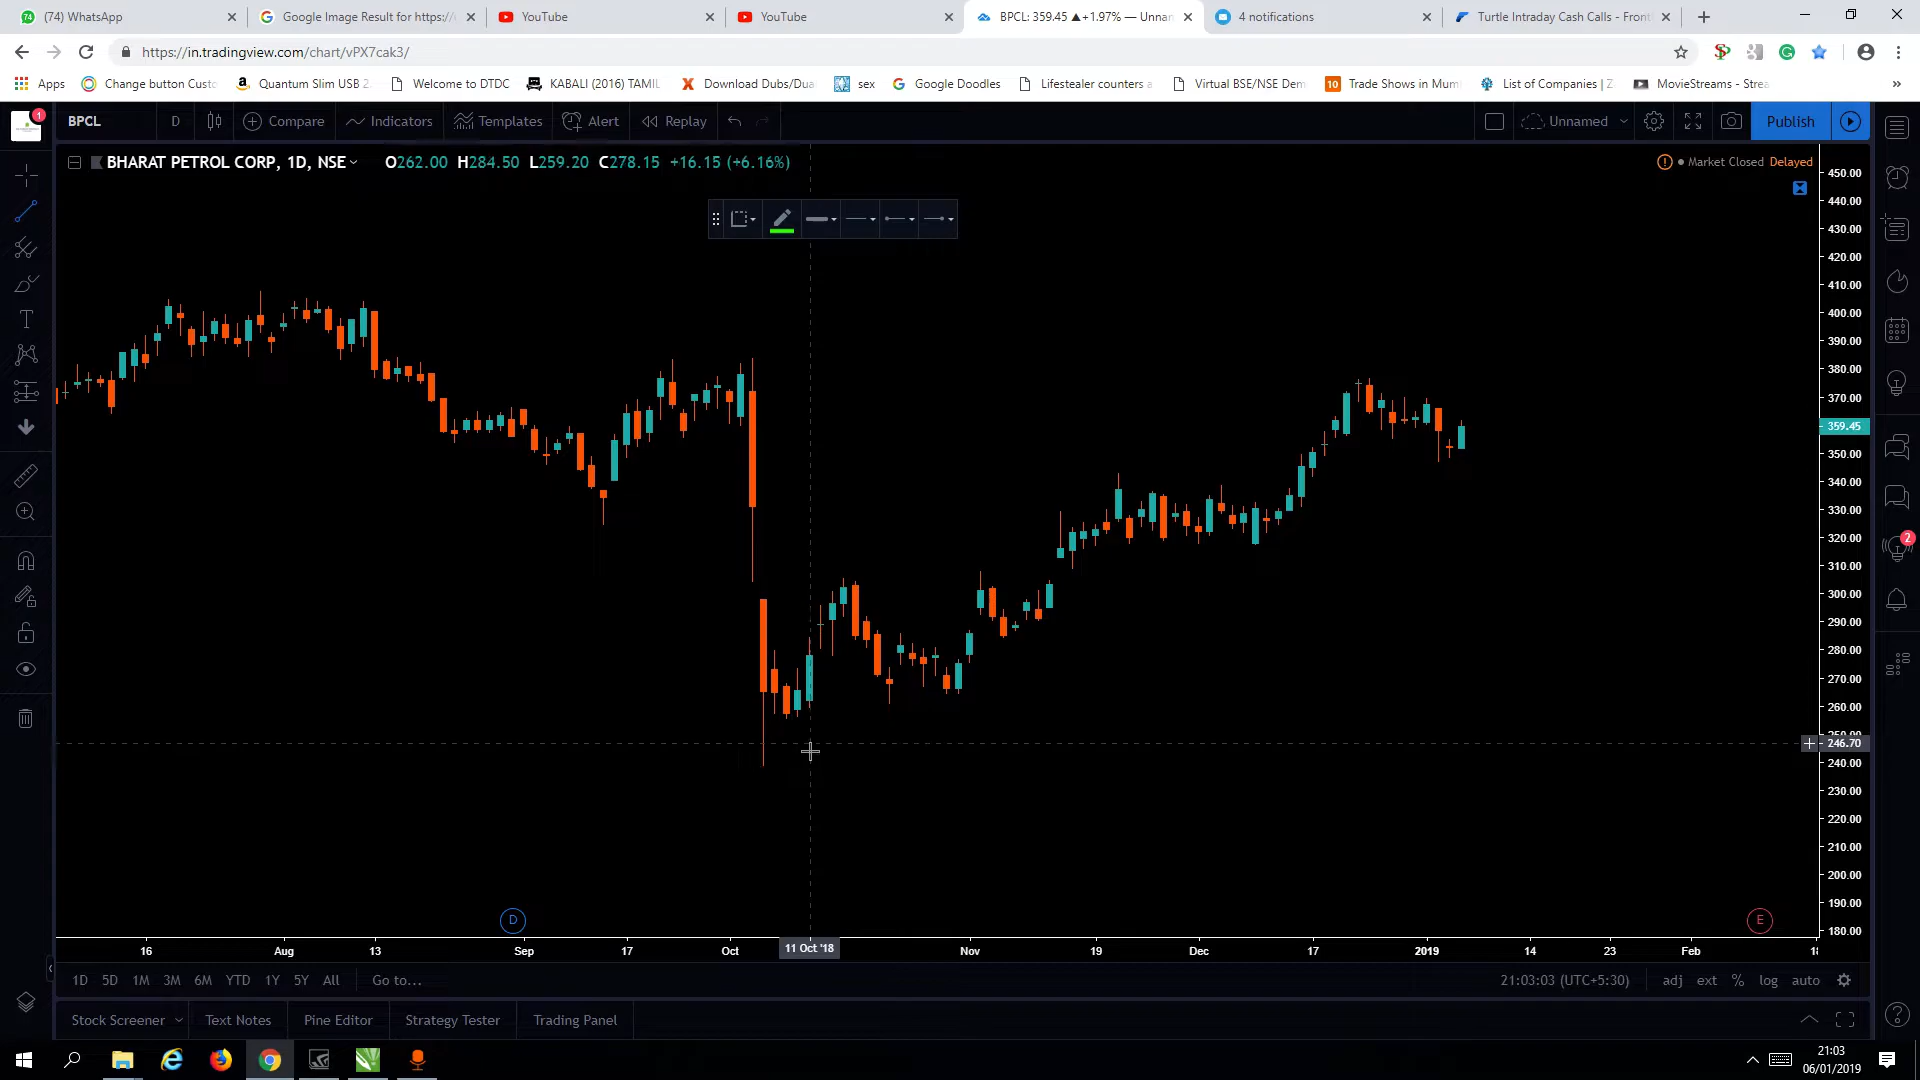 74 (74) WhatsApp
Google Image Result for https://
YouTube
YouTube
BPCL: 359.45 ▲+1.97% — Unnar
4 notifications
Turtle Intraday Cash Calls - Front
https://in.tradingview.com/chart/vPX7cak3/
Apps
Change button Custo
Quantum Slim USB 2.
Welcome to DTDC
KABALI (2016) TAMIL
Download Dubs/Dua
sex
Google Doodles
Lifestealer counters a
Virtual BSE/NSE Dem
10 Trade Shows in Mum
List of Companies | Z
MovieStreams - Strea
»
1
BPCL
D
Compare
Indicators
Templates
Alert
Replay
Unnamed
Publish
BHARAT PETROL CORP, 1D, NSE
O262.00 H284.50 L259.20 C278.15 +16.15 (+6.16%)
Market Closed Delayed
450.00
440.00
430.00
420.00
410.00
400.00
390.00
380.00
370.00
359.45
350.00
340.00
330.00
320.00
310.00
300.00
290.00
280.00
270.00
260.00
250.00
246.70
240.00
230.00
220.00
210.00
200.00
190.00
180.00
2
D
E
16
Aug
13
Sep
17
Oct
11 Oct '18
Nov
19
Dec
17
2019
14
23
Feb
1D 5D 1M 3M 6M YTD 1Y 5Y All
Go to...
21:03:03 (UTC+5:30)
adj ext % log auto
Stock Screener
Text Notes
Pine Editor
Strategy Tester
Trading Panel
21:03
06/01/2019